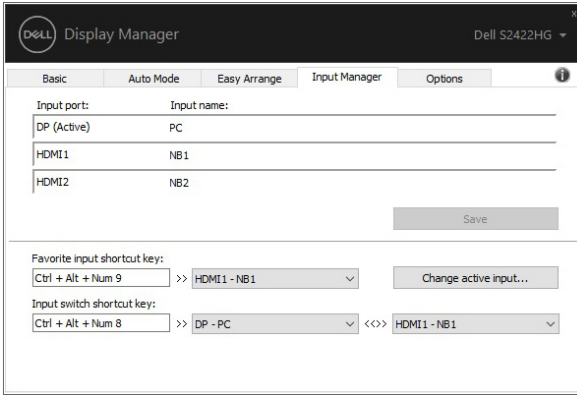 DELL Display Manager Dell S2422HG
x
Basic Auto Mode Easy Arrange Input Manager Options i
Input port: Input name:
DP (Active) PC
HDMI1 NB1
HDMI2 NB2
Save
Favorite input shortcut key:
Ctrl + Alt + Num 9 >> HDMI1 - NB1 Change active input...
Input switch shortcut key:
Ctrl + Alt + Num 8 >> DP - PC <<>> HDMI1 - NB1